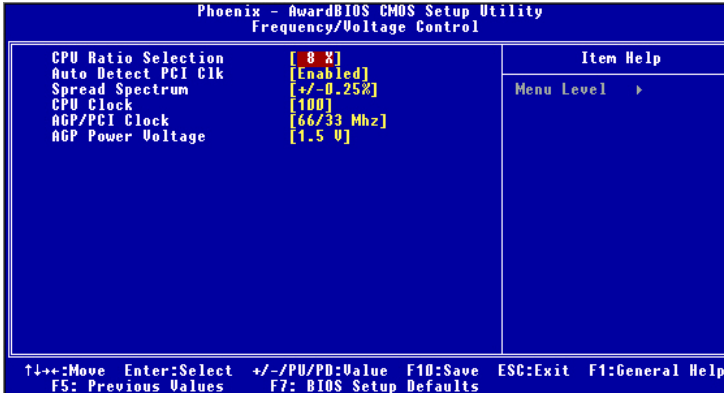 Phoenix - AwardBIOS CMOS Setup Utility
Frequency/Voltage Control
CPU Ratio Selection [ 8 X]
Auto Detect PCI Clk [Enabled]
Spread Spectrum [+/-0.25%]
CPU Clock [100]
AGP/PCI Clock [66/33 Mhz]
AGP Power Voltage [1.5 V]
Item Help
Menu Level ▸
↑↓→←:Move Enter:Select +/-/PU/PD:Value F10:Save ESC:Exit F1:General Help
F5: Previous Values F7: BIOS Setup Defaults